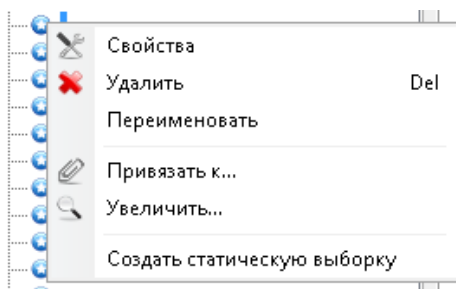 Свойства
Удалить Del
Переименовать
Привязать к...
Увеличить...
Создать статическую выборку